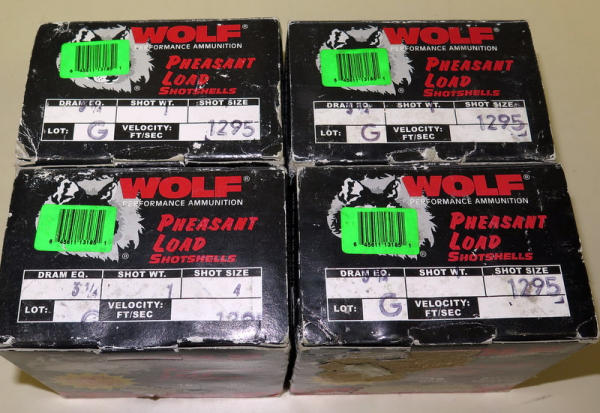 WOLF®
PERFORMANCE AMMUNITION
PHEASANT
LOAD
SHOTSHELLS
DRAM EQ. SHOT WT. SHOT SIZE
1
LOT: G VELOCITY: FT/SEC 1295
WOLF®
PERFORMANCE AMMUNITION
PHEASANT
LOAD
SHOTSHELLS
DRAM EQ. SHOT WT. SHOT SIZE
LOT: G VELOCITY: FT/SEC 1295
WOLF®
PERFORMANCE AMMUNITION
PHEASANT
LOAD
SHOTSHELLS
DRAM EQ. SHOT WT. SHOT SIZE
3 1/4 1 4
LOT: G VELOCITY: FT/SEC 1295
WOLF®
PERFORMANCE AMMUNITION
PHEASANT
LOAD
SHOTSHELLS
DRAM EQ. SHOT WT. SHOT SIZE
LOT: G VELOCITY: FT/SEC 1295